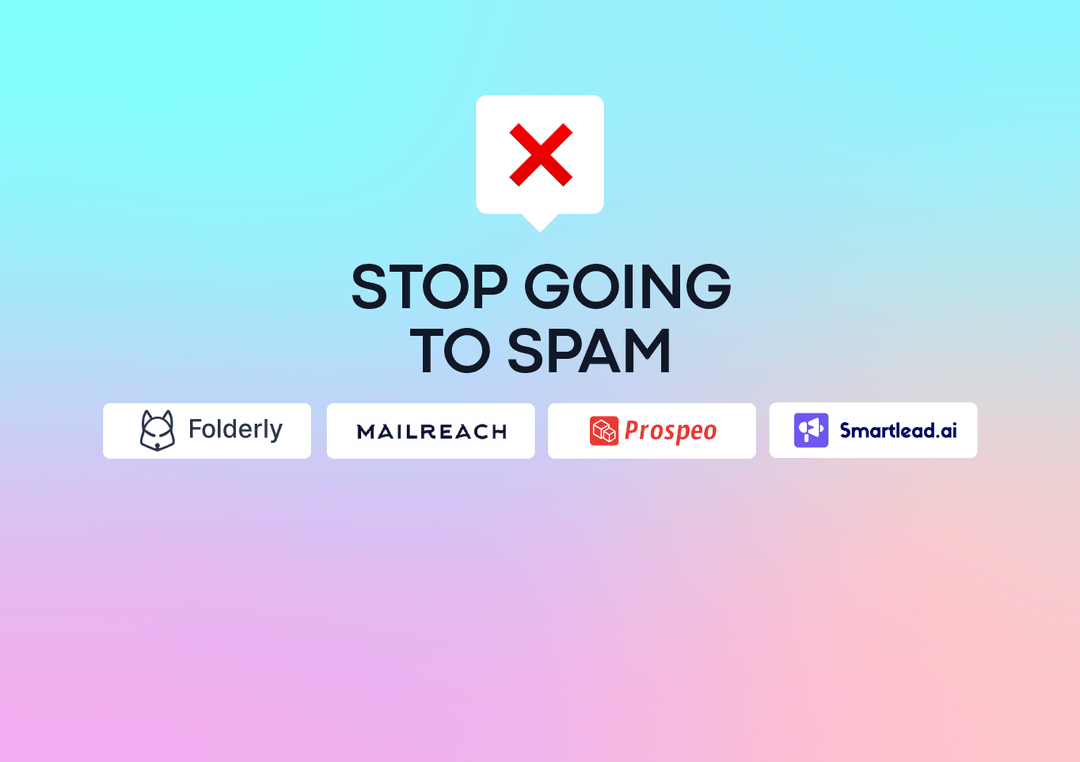 STOP GOING
TO SPAM
Folderly
MAILREACH
Prospeo
Smartlead.ai